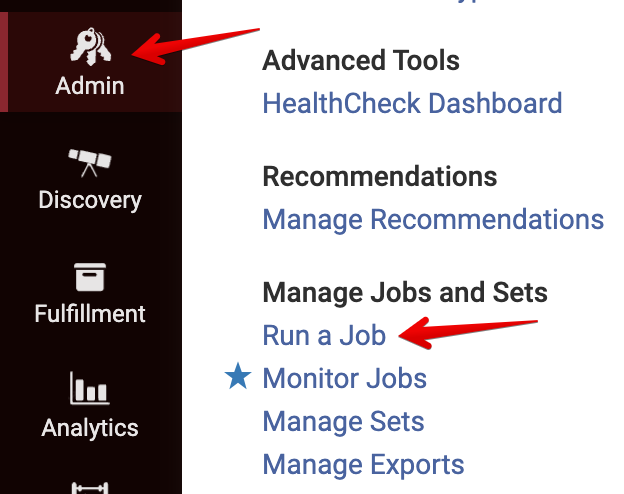 Admin
Discovery
Fulfillment
Analytics
Advanced Tools
HealthCheck Dashboard
Recommendations
Manage Recommendations
Manage Jobs and Sets
Run a Job
Monitor Jobs
Manage Sets
Manage Exports